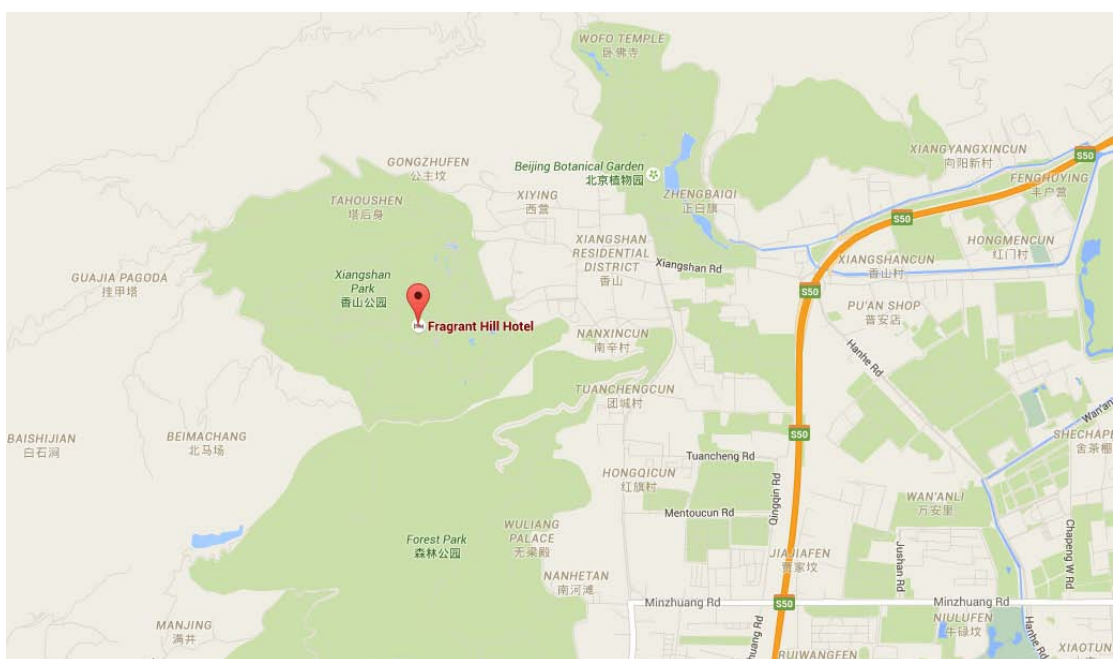 WOFO TEMPLE
卧佛寺
GONGZHUFEN
公主坟
Beijing Botanical Garden
北京植物园
XIANGYANGXINCUN
向阳新村
S50
FENGHUYING
丰户营
TAHOUSHEN
塔后身
XIYING
西营
ZHENGBAIQI
正白旗
S50
XIANGSHAN
RESIDENTIAL
DISTRICT
香山
HONGMENCUN
红门村
GUAJIA PAGODA
挂甲塔
Xiangshan
Park
香山公园
Xiangshan Rd
XIANGSHANCUN
香山村
S50
PU'AN SHOP
普安店
Fragrant Hill Hotel
NANXINCUN
南辛村
Hanhe Rd
TUANCHENGCUN
团城村
Wan'an
BAISHIJIAN
白石涧
BEIMACHANG
北马场
S50
SHECHAPE
舍茶棚
Tuancheng Rd
HONGQICUN
红旗村
Qingqin Rd
WAN'ANLI
万安里
Mentoucun Rd
WULIANG
PALACE
无梁殿
Forest Park
森林公园
JIAJIAFEN
贾家坟
Jushan Rd
Chapeng W Rd
NANHETAN
南河滩
Minzhuang Rd
S50
Minzhuang Rd
MANJING
满井
NIULUFEN
牛碌坟
huang Rd
Hanhe Rd
RUIWANGFEN
XIAOTUN